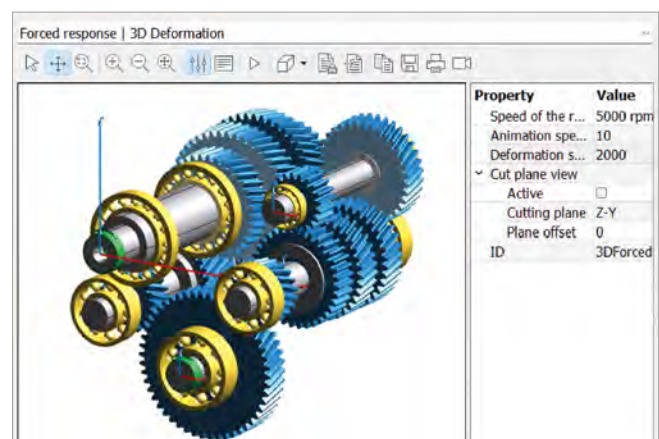 Forced response | 3D Deformation
Property Value
Speed of the r... 5000 rpm
Animation spe... 10
Deformation s... 2000
Cut plane view
Active
Cutting plane Z-Y
Plane offset 0
ID 3DForced